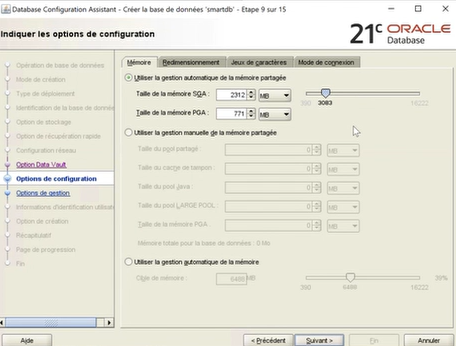 Database Configuration Assistant - Créer la base de données 'smartdb' - Etape 9 sur 15
Indiquer les options de configuration
21c ORACLE
Database
Opération de base de données
Mode de création
Type de déploiement
Identification de la base de données
Option de stockage
Option de récupération rapide
Configuration réseau
Option Data Vault
Options de configuration
Options de gestion
Informations d'identification utilisate
Option de création
Récapitulatif
Page de progression
Fin
Mémoire Redimensionnement Jeux de caractères Mode de connexion
Utiliser la gestion automatique de la mémoire partagée
Taille de la mémoire SGA : 2312 MB
390 3083 16222
Taille de la mémoire PGA : 771 MB
Utiliser la gestion manuelle de la mémoire partagée
Taille du pool partagé : 0 MB
Taille du cache de tampon : 0 MB
Taille du pool Java : 0 MB
Taille du pool LARGE POOL : 0 MB
Taille de la mémoire PGA 0 MB
Mémoire totale pour la base de données : 0 Mo
Utiliser la gestion automatique de la mémoire
Cible de mémoire : 6488 MB 39%
390 6488 16222
Aide
< Précédent Suivant > Fin Annuler